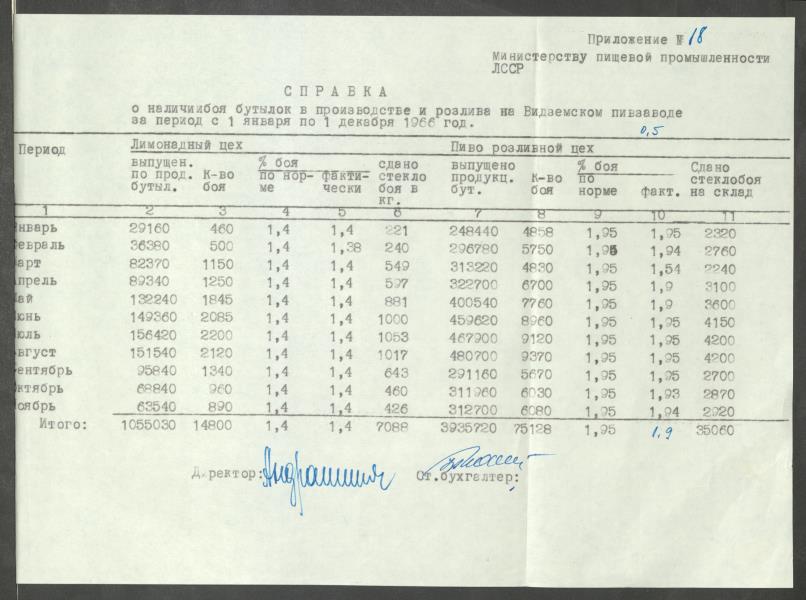 Приложение № 18
Министерству пищевой промышленности
ЛССР
СПРАВКА
о наличиибоя бутылок в производстве и розлива на Видземском пивзаводе
за период с 1 января по 1 декабря 1966 год.
0,5
Период Лимонадный цех Пиво розливной цех
выпущен. по прод. бутыл. К-во боя % боя по нор-ме факти-чески сдано стекло боя в кг. выпущено продукц. бут. К-во боя % боя по норме факт. Сдано стеклобоя на склад
1 2 3 4 5 6 7 8 9 10 11
нварь 29160 460 1,4 1,4 221 248440 4858 1,95 1,95 2320
евраль 36380 500 1,4 1,38 240 296780 5750 1,95 1,94 2760
арт 82370 1150 1,4 1,4 549 313220 4830 1,95 1,54 2240
прель 89340 1250 1,4 1,4 597 322700 6700 1,95 1,9 3100
ай 132240 1845 1,4 1,4 881 400540 7760 1,95 1,9 3600
юнь 149360 2085 1,4 1,4 1000 459620 8960 1,95 1,95 4150
юль 156420 2200 1,4 1,4 1053 467900 9120 1,95 1,95 4200
вгуст 151540 2120 1,4 1,4 1017 480700 9370 1,95 1,95 4200
ентябрь 95840 1340 1,4 1,4 643 291160 5670 1,95 1,95 2700
ктябрь 68840 960 1,4 1,4 460 311960 6030 1,95 1,93 2870
оябрь 63540 890 1,4 1,4 426 312700 6080 1,95 1,94 2920
Итого: 1055030 14800 1,4 1,4 7088 3935720 75128 1,95 1,9 35060
Директор:
От.бухгалтер: